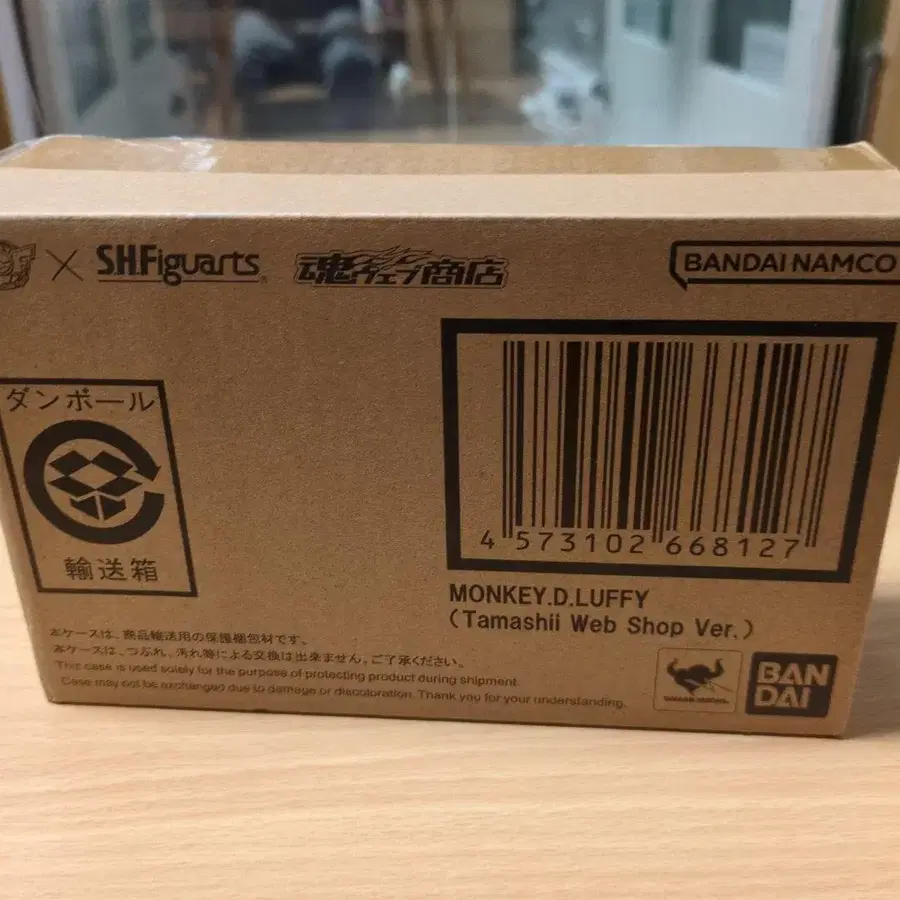 × S.H.Figuarts 魂ウェブ商店
BANDAI NAMCO
ダンボール
輸送箱
4 573102 668127
MONKEY.D.LUFFY
(Tamashii Web Shop Ver.)
本ケースは、商品輸送用の保護梱包材です。
本ケースは、つぶれ、汚れ等による交換は出来ません。ご了承ください。
This case is used solely for the purpose of protecting product during shipment.
Case may not be exchanged due to damage or discoloration. Thank you for your understanding.
BAN
DAI